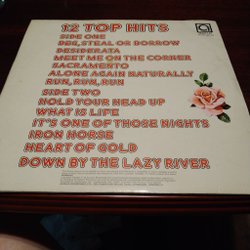 12 TOP HITS
SIDE ONE
BEG, STEAL OR BORROW
DESIDERATA
MEET ME ON THE CORNER
SACRAMENTO
ALONE AGAIN NATURALLY
RUN, RUN, RUN
SIDE TWO
HOLD YOUR HEAD UP
WHAT IS LIFE
IT'S ONE OF THOSE NIGHTS
IRON HORSE
HEART OF GOLD
DOWN BY THE LAZY RIVER